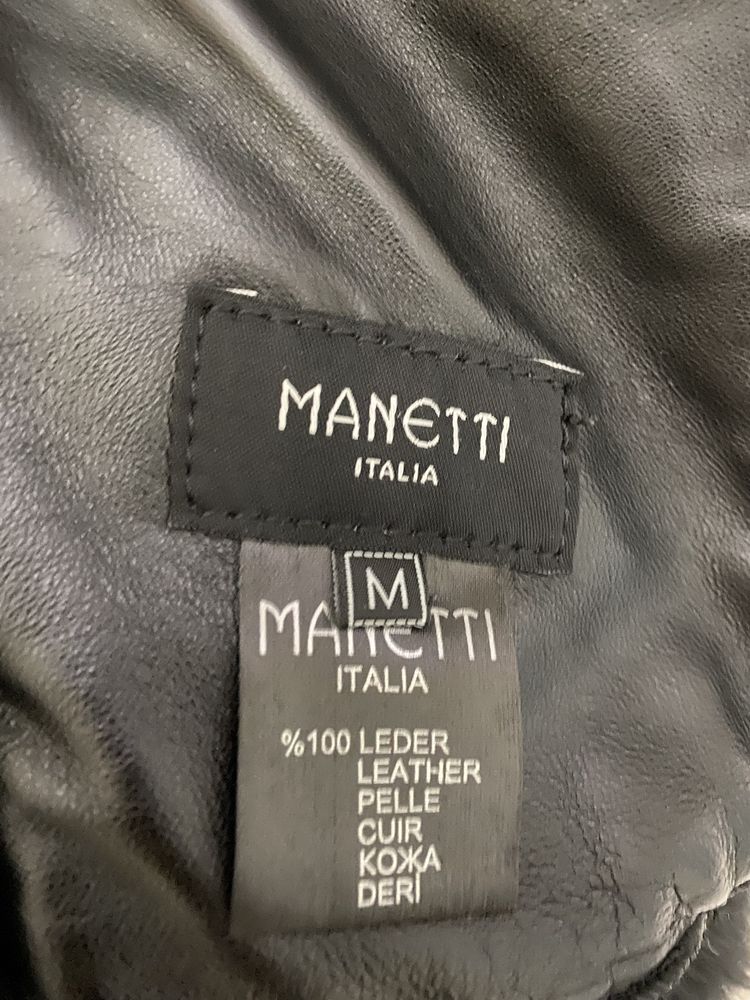 MANETTI
ITALIA
M
MANETTI
ITALIA
%100 LEDER
LEATHER
PELLE
CUIR
КОЖА
DERİ